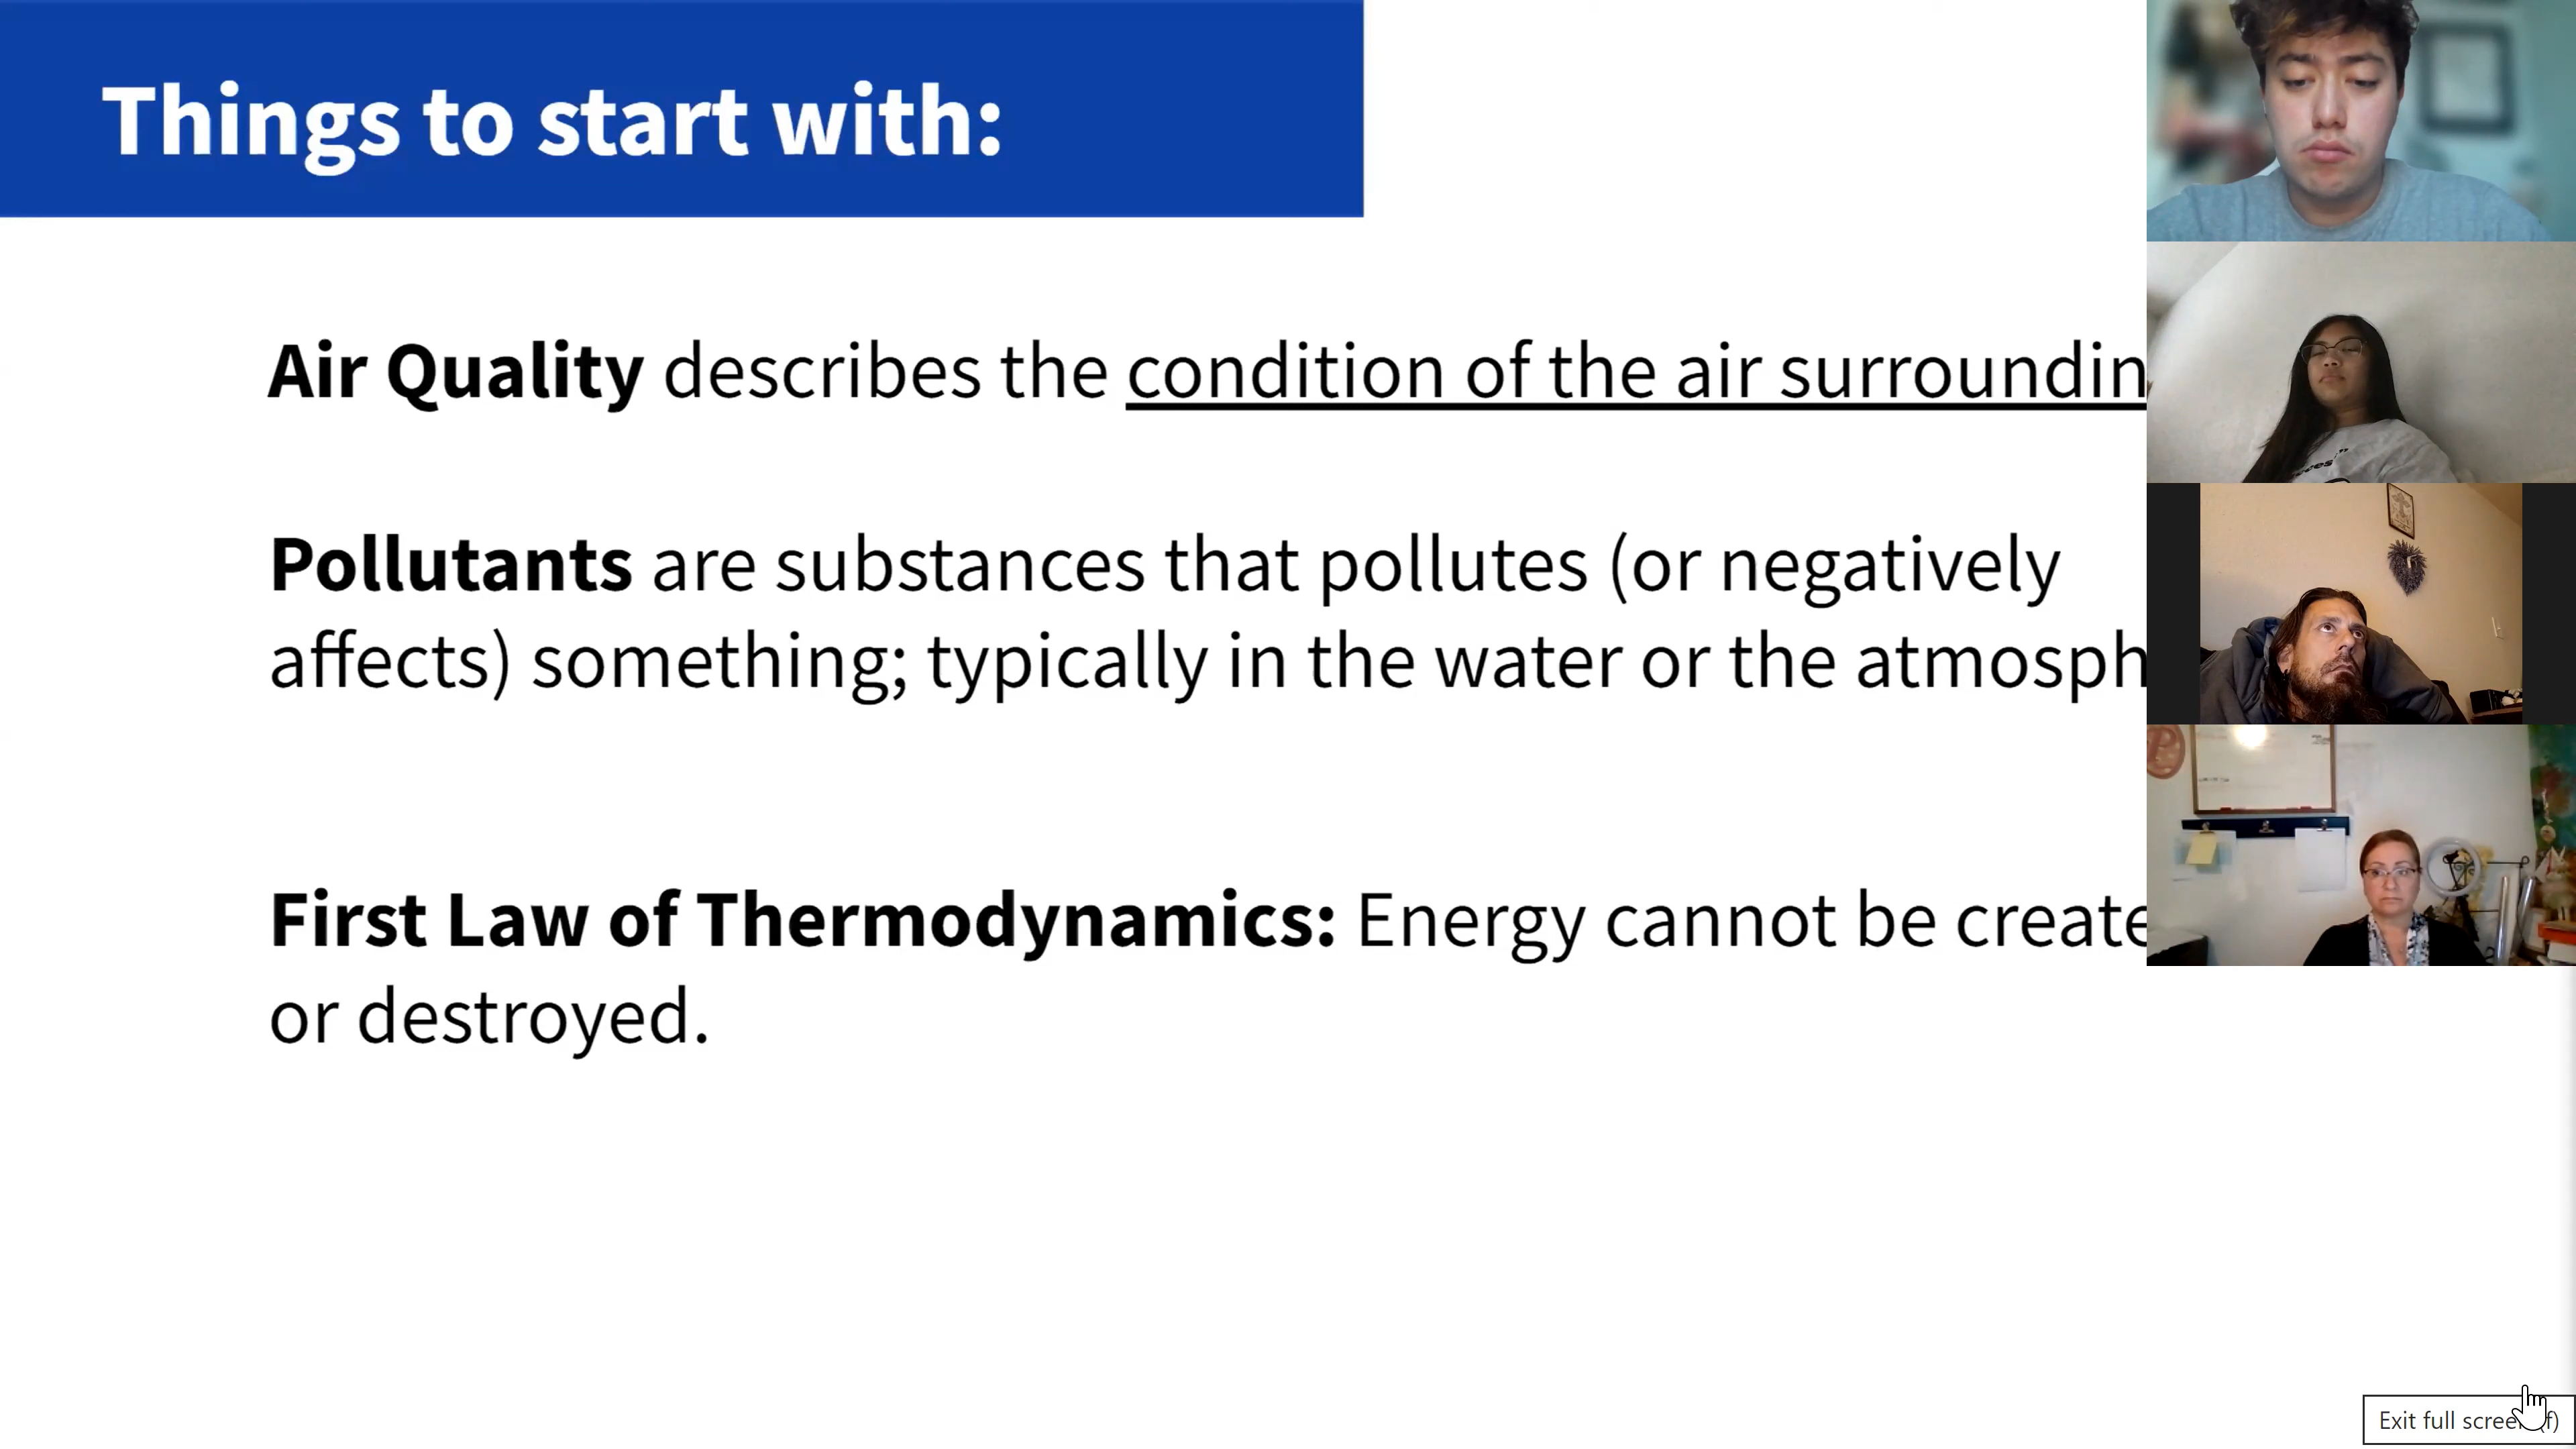 Things to start with:
Air Quality describes the condition of the air surroundin
Pollutants are substances that pollutes (or negatively
affects) something; typically in the water or the atmosph
First Law of Thermodynamics: Energy cannot be create
or destroyed.
Exit full screen (f)